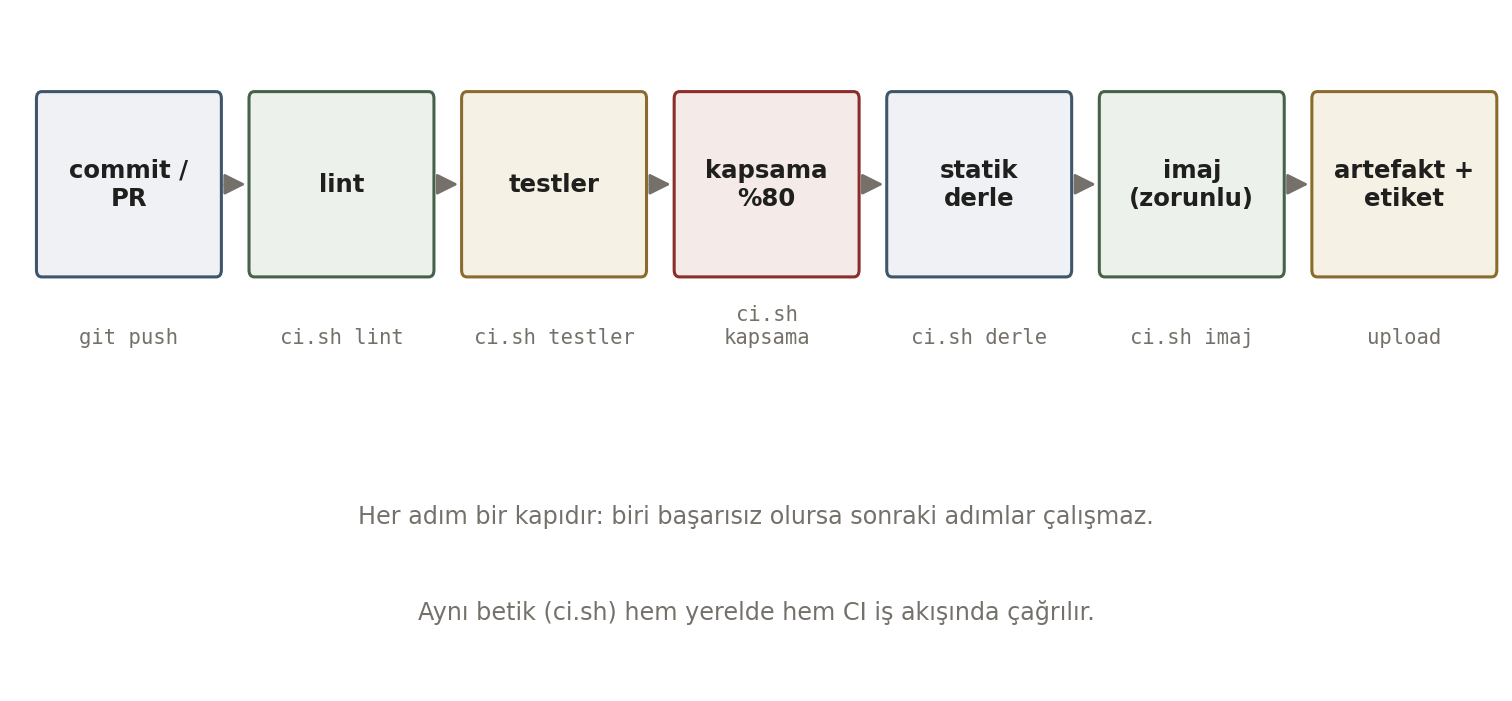 commit /
PR
lint
testler
kapsama
%80
statik
derle
imaj
(zorunlu)
artefakt +
etiket
git push
ci.sh lint
ci.sh testler
ci.sh
kapsama
ci.sh derle
ci.sh imaj
upload
Her adım bir kapıdır: biri başarısız olursa sonraki adımlar çalışmaz.
Aynı betik (ci.sh) hem yerelde hem CI iş akışında çağrılır.